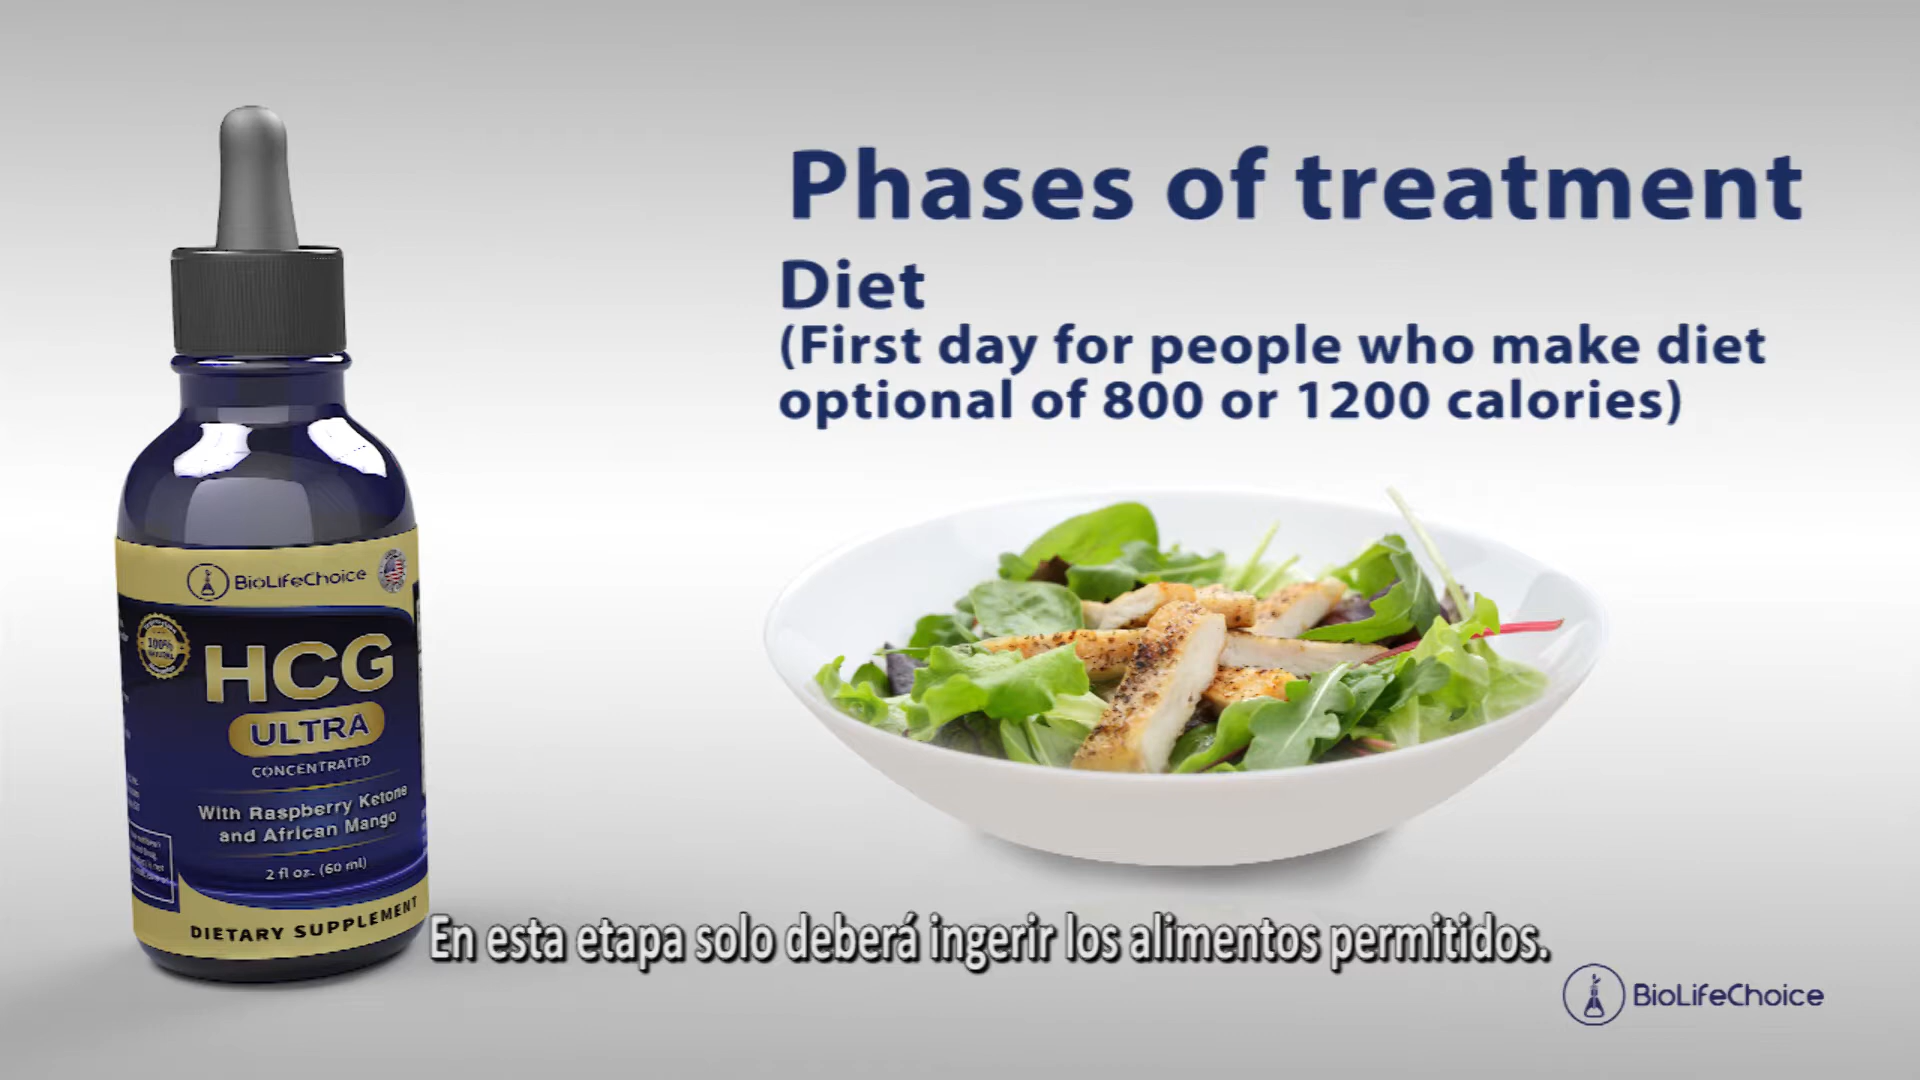 Phases of treatment
Diet
(First day for people who make diet
optional of 800 or 1200 calories)
BioLifeChoice
100%
HCG
ULTRA
CONCENTRATED
With Raspberry Ketone
and African Mango
2 fl oz. (60 ml)
DIETARY SUPPLEMENT
En esta etapa solo deberá ingerir los alimentos permitidos.
BioLifeChoice